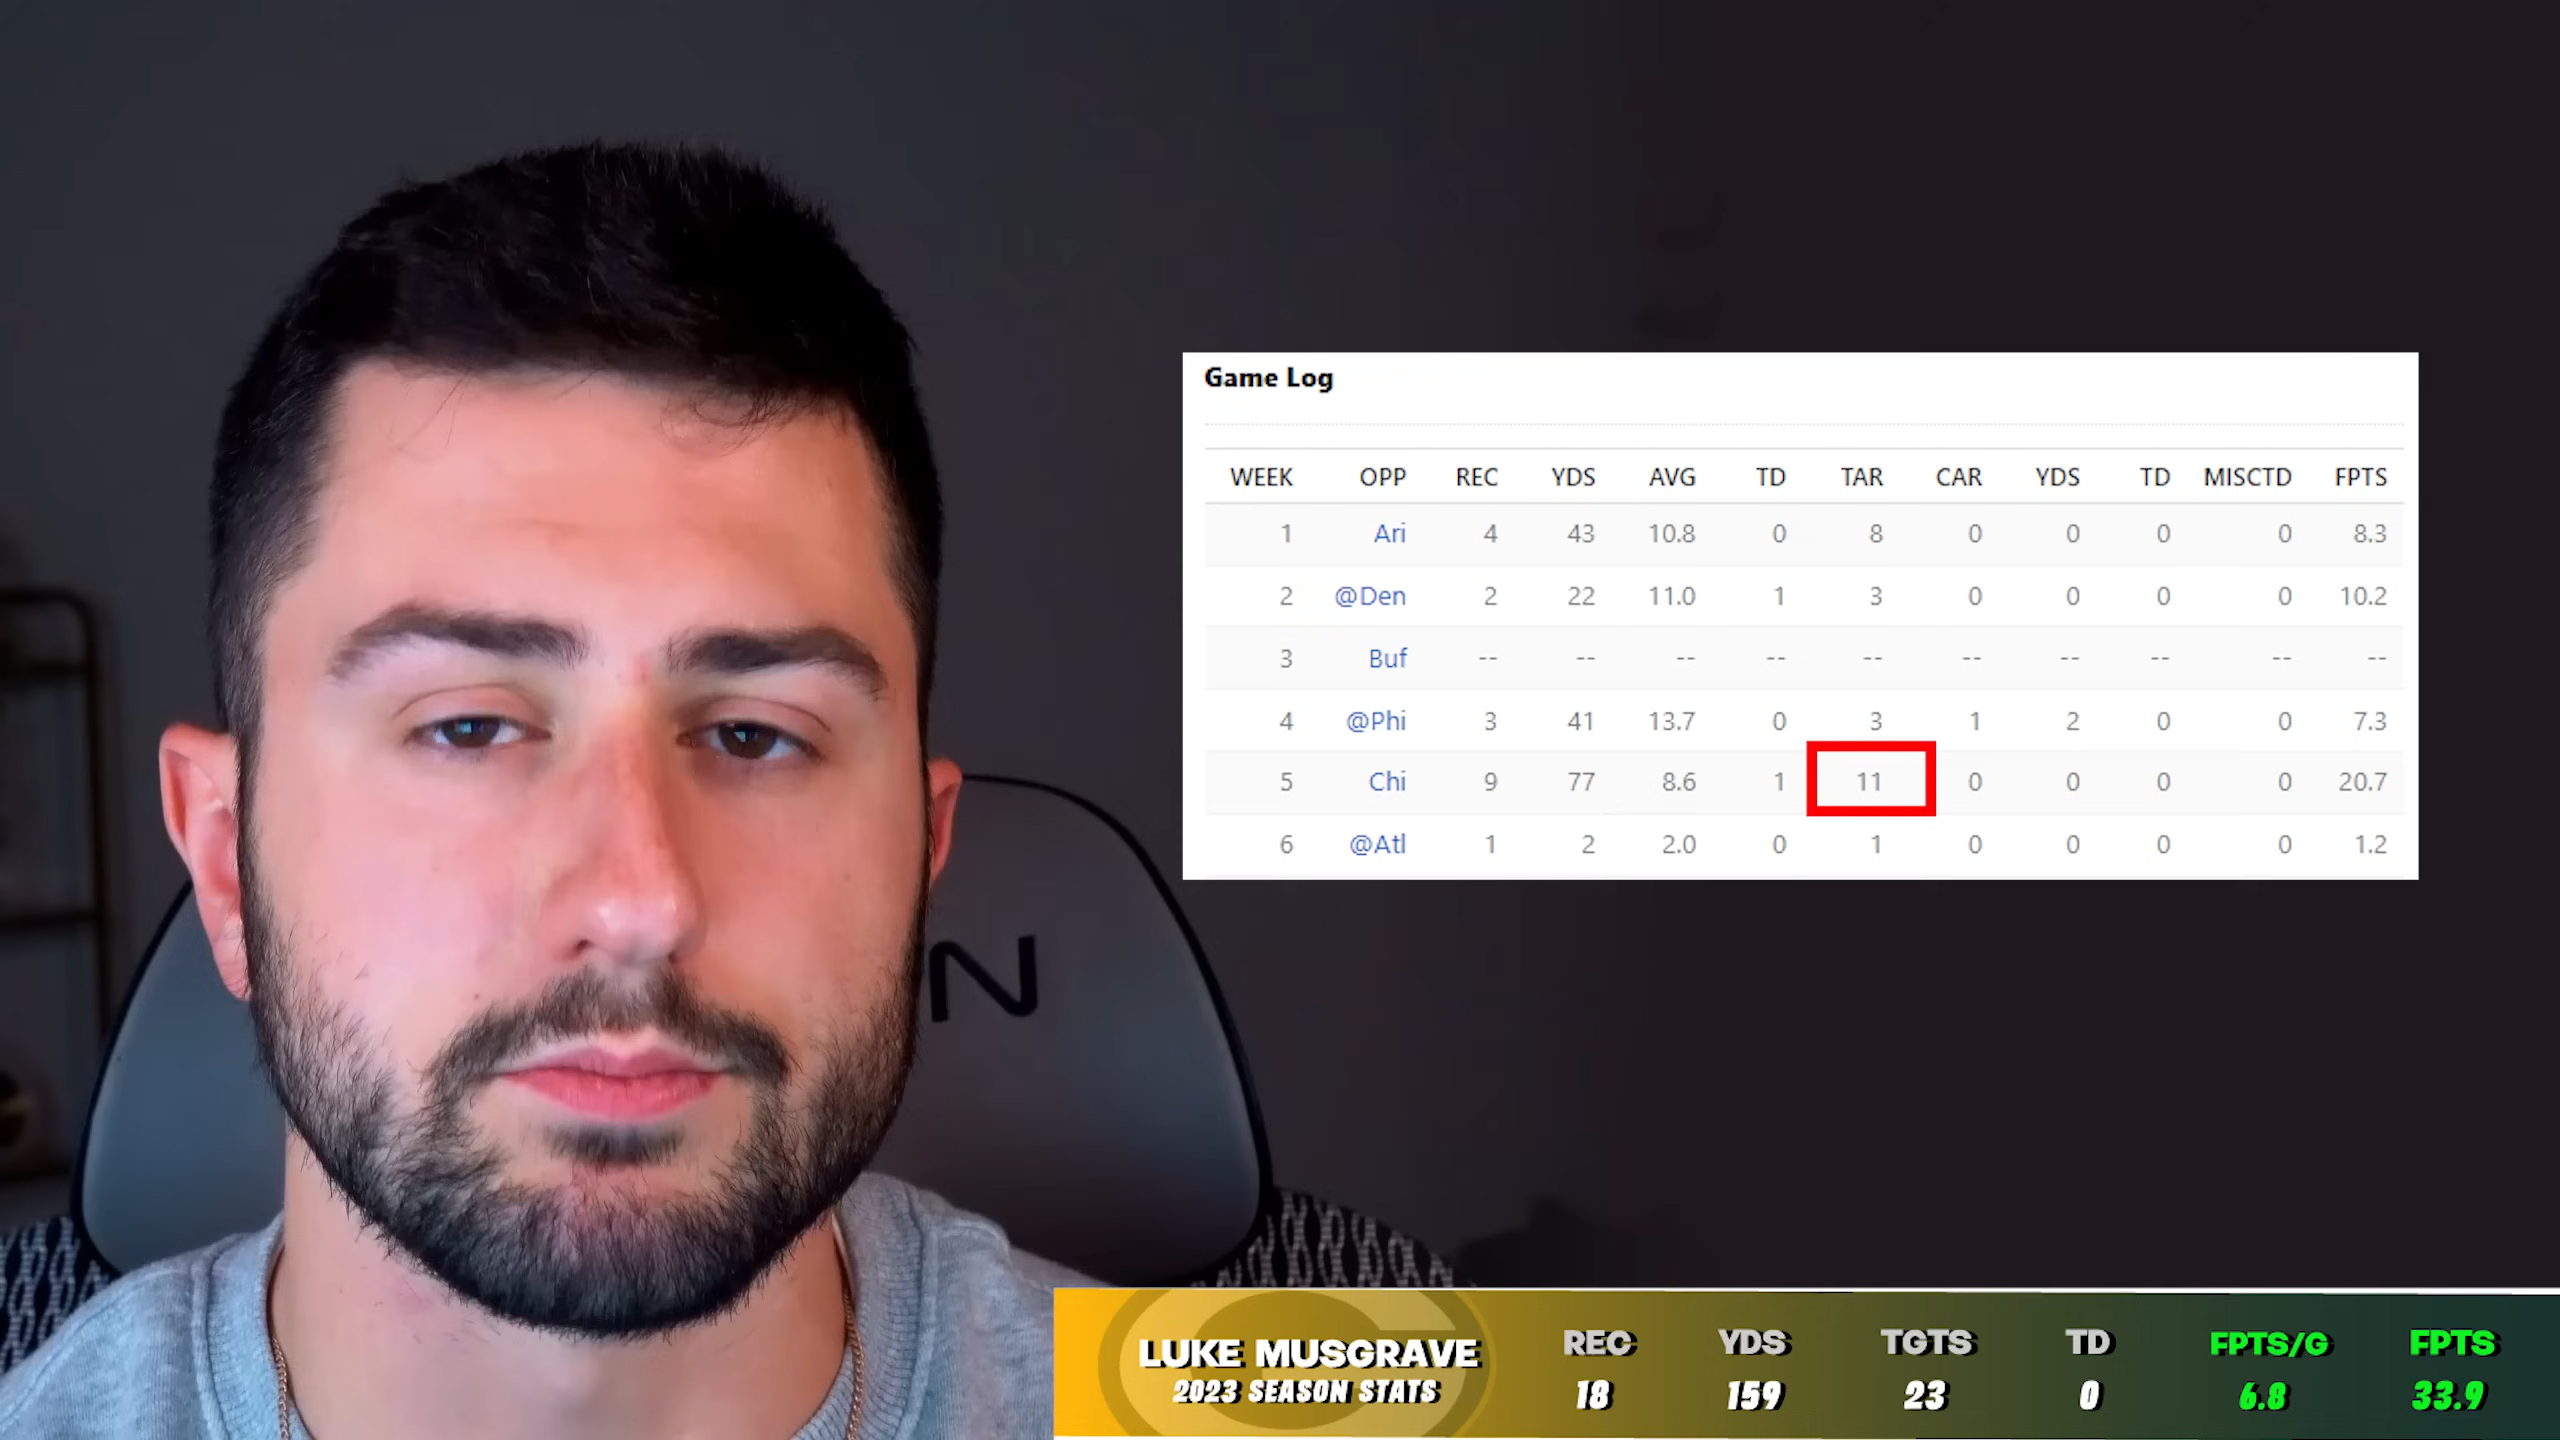 Game Log
WEEK OPP REC YDS AVG TD TAR CAR YDS TD MISCTD FPTS
1 Ari 4 43 10.8 0 8 0 0 0 0 8.3
2 @Den 2 22 11.0 1 3 0 0 0 0 10.2
3 Buf -- -- -- -- -- -- -- -- -- --
4 @Phi 3 41 13.7 0 3 1 2 0 0 7.3
5 Chi 9 77 8.6 1 11 0 0 0 0 20.7
6 @Atl 1 2 2.0 0 1 0 0 0 0 1.2
N
LUKE MUSGRAVE REC YDS TGTS TD FPTS/G FPTS
2023 SEASON STATS 18 159 23 0 6.8 33.9